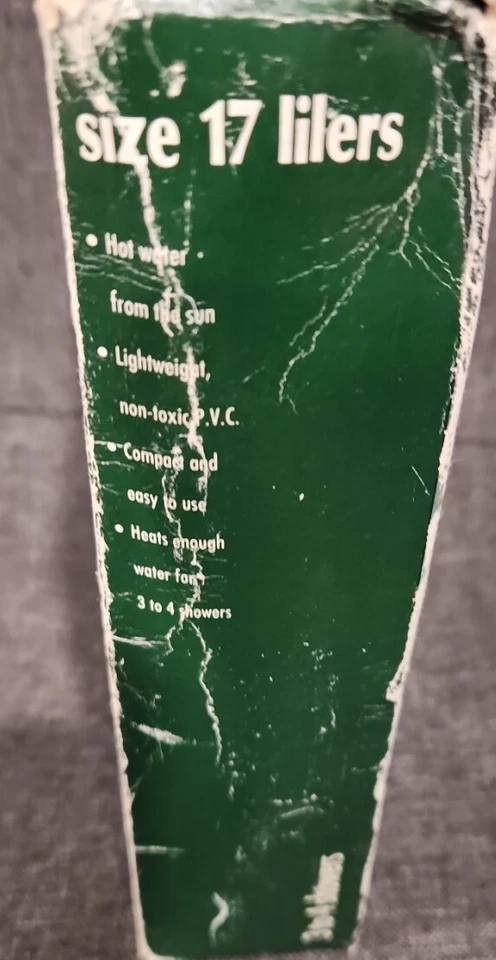 size 17 lilers
• Hot water
from the sun
• Lightweight,
non-toxic P.V.C.
• Compact and
easy to use
• Heats enough
water for
3 to 4 showers